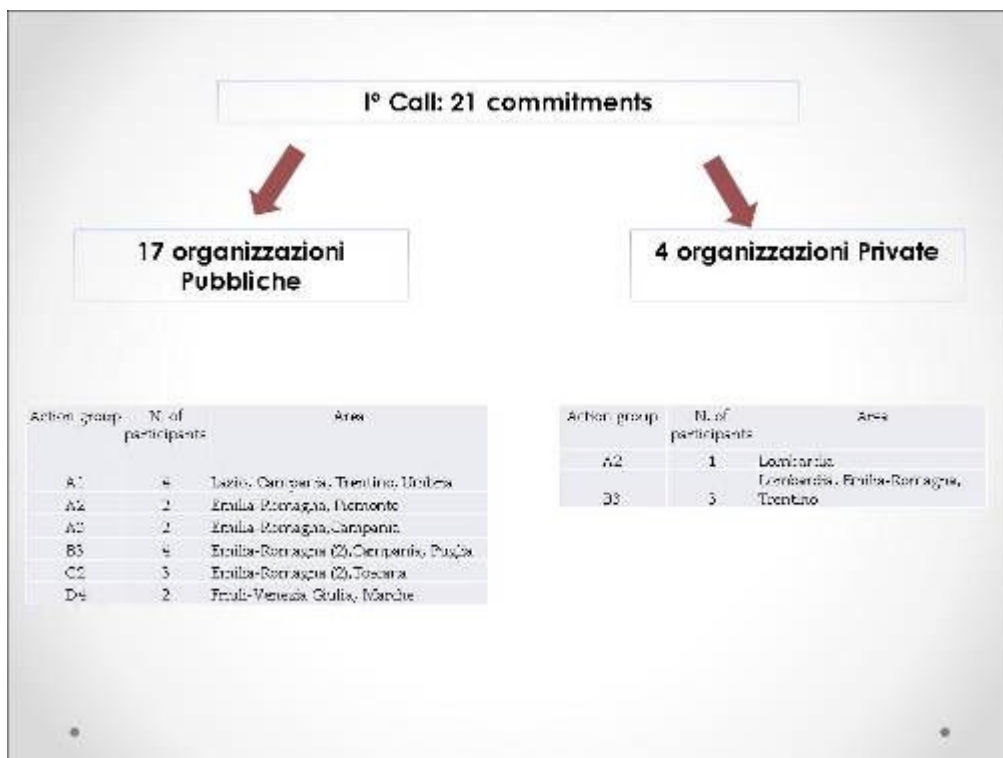 I° Call: 21 commitments
17 organizzazioni
Pubbliche
4 organizzazioni Private
Action group N. of participants Area
A1 4 Lazio, Campania, Trentino, Umbria
A2 2 Emilia-Romagna, Piemonte
A3 2 Emilia-Romagna, Campania
B3 4 Emilia-Romagna (2), Campania, Puglia
C2 3 Emilia-Romagna (2), Toscana
D4 2 Friuli-Venezia Giulia, Marche
Action group N. of participants Area
A2 1 Lombardia
B3 3 Lombardia, Emilia-Romagna, Trentino